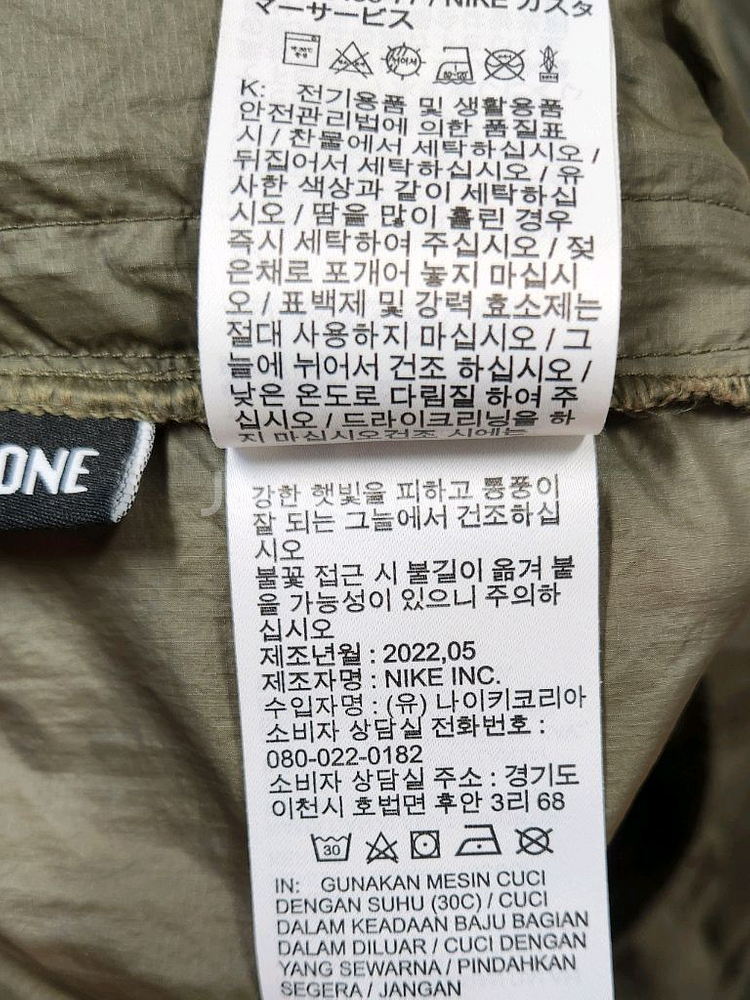 / NIKE カスタ
マーサービス
K: 전기용품 및 생활용품
안전관리법에 의한 품질표
시 / 찬물에서 세탁하십시오 /
뒤집어서 세탁하십시오 / 유
사한 색상과 같이 세탁하십
시오 / 땀을 많이 흘린 경우
즉시 세탁하여 주십시오 / 젖
은채로 포개어 놓지 마십시
오 / 표백제 및 강력 효소제는
절대 사용하지 마십시오 / 그
늘에 뉘어서 건조 하십시오 /
낮은 온도로 다림질 하여 주
십시오 / 드라이크리닝을 하
지 마십시오건조 시에는
ONE
강한 햇빛을 피하고 통풍이
잘 되는 그늘에서 건조하십
시오
불꽃 접근 시 불길이 옮겨 붙
을 가능성이 있으니 주의하
십시오
제조년월 : 2022,05
제조자명 : NIKE INC.
수입자명 : (유) 나이키코리아
소비자 상담실 전화번호 :
080-022-0182
소비자 상담실 주소 : 경기도
이천시 호법면 후안 3리 68
30
IN: GUNAKAN MESIN CUCI
DENGAN SUHU (30C) / CUCI
DALAM KEADAAN BAJU BAGIAN
DALAM DILUAR / CUCI DENGAN
YANG SEWARNA / PINDAHKAN
SEGERA / JANGAN